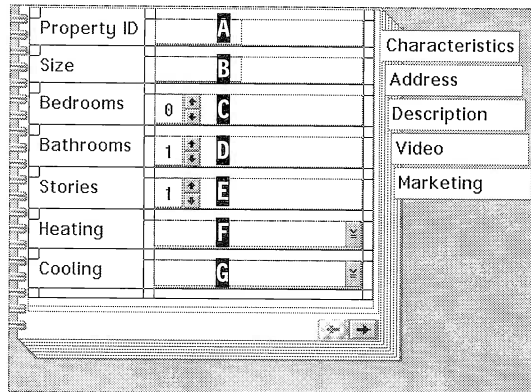 Property ID A
Size B
Bedrooms 0 C
Bathrooms 1 D
Stories 1 E
Heating F
Cooling G
Characteristics
Address
Description
Video
Marketing